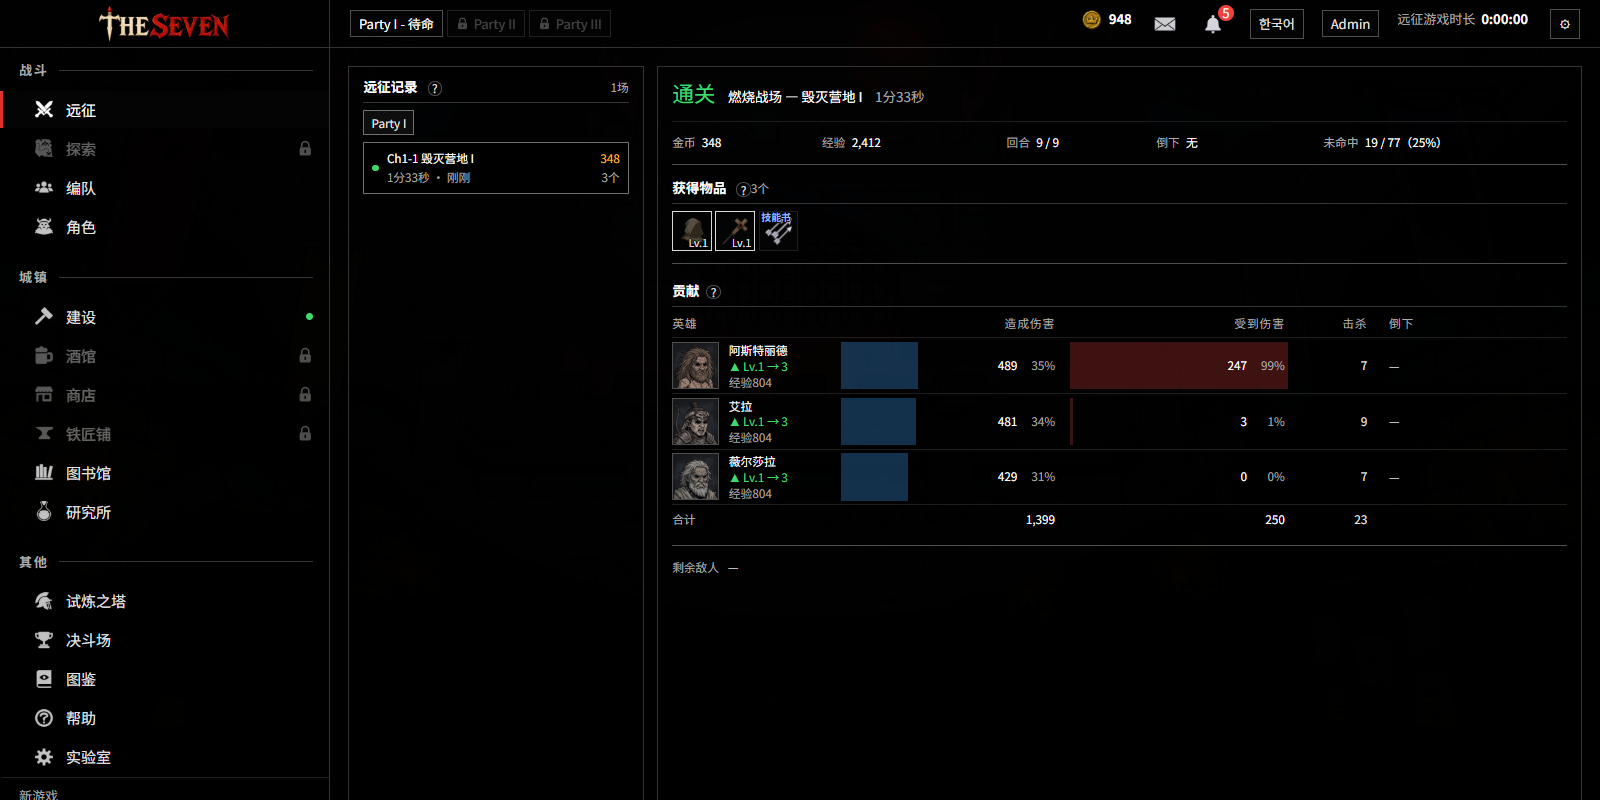 THE SEVEN
Party I - 待命
Party II
Party III
948
5
한국어
Admin
远征游戏时长 0:00:00
战斗
远征
探索
编队
角色
城镇
建设
酒馆
商店
铁匠铺
图书馆
研究所
其他
试炼之塔
决斗场
图鉴
帮助
实验室
新游戏
远征记录 ? 1场
Party I
Ch1-1 毁灭营地 I 348
1分33秒 · 刚刚 3个
通关 燃烧战场 — 毁灭营地 I 1分33秒
金币 348 经验 2,412 回合 9 / 9 倒下 无 未命中 19 / 77 (25%)
获得物品 ? 3个
Lv.1
Lv.1
技能书
贡献 ?
英雄 造成伤害 受到伤害 击杀 倒下
阿斯特丽德
▲ Lv.1 → 3 489 35% 247 99% 7 —
经验804
艾拉
▲ Lv.1 → 3 481 34% 3 1% 9 —
经验804
薇尔莎拉
▲ Lv.1 → 3 429 31% 0 0% 7 —
经验804
合计 1,399 250 23
剩余敌人 —